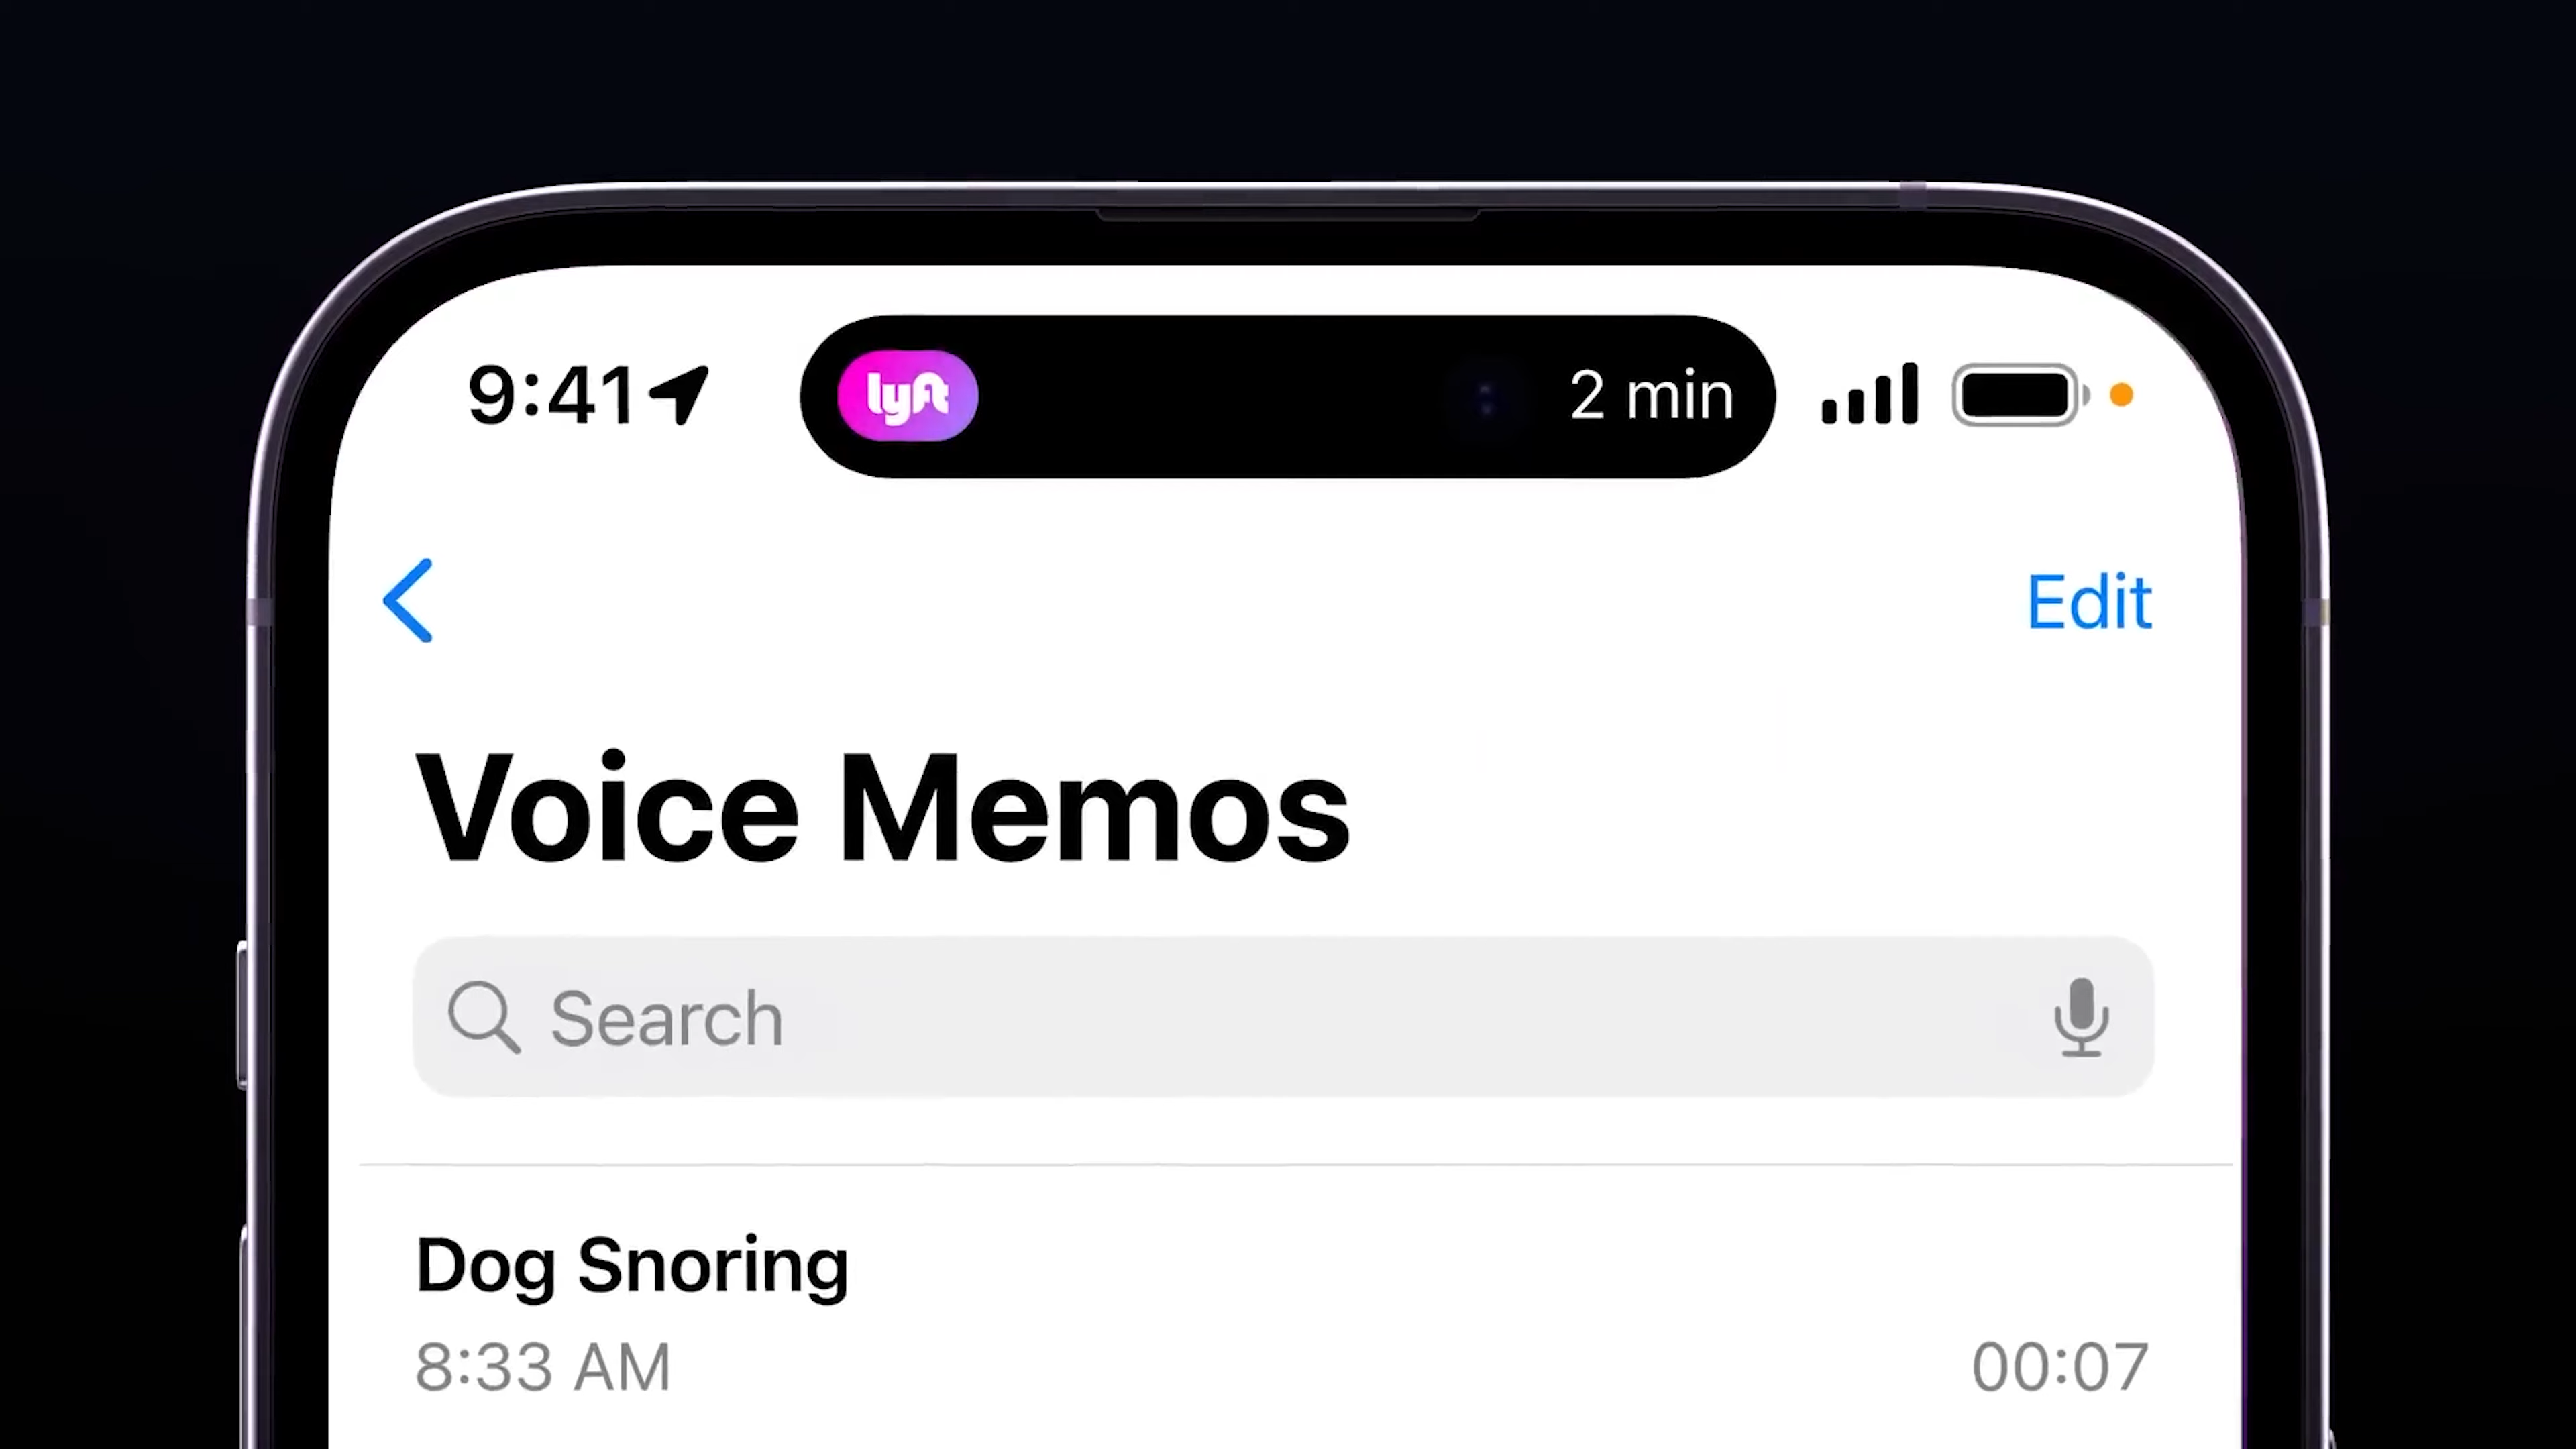 9:41
lyft
2 min
Edit
Voice Memos
Search
Dog Snoring
8:33 AM
00:07